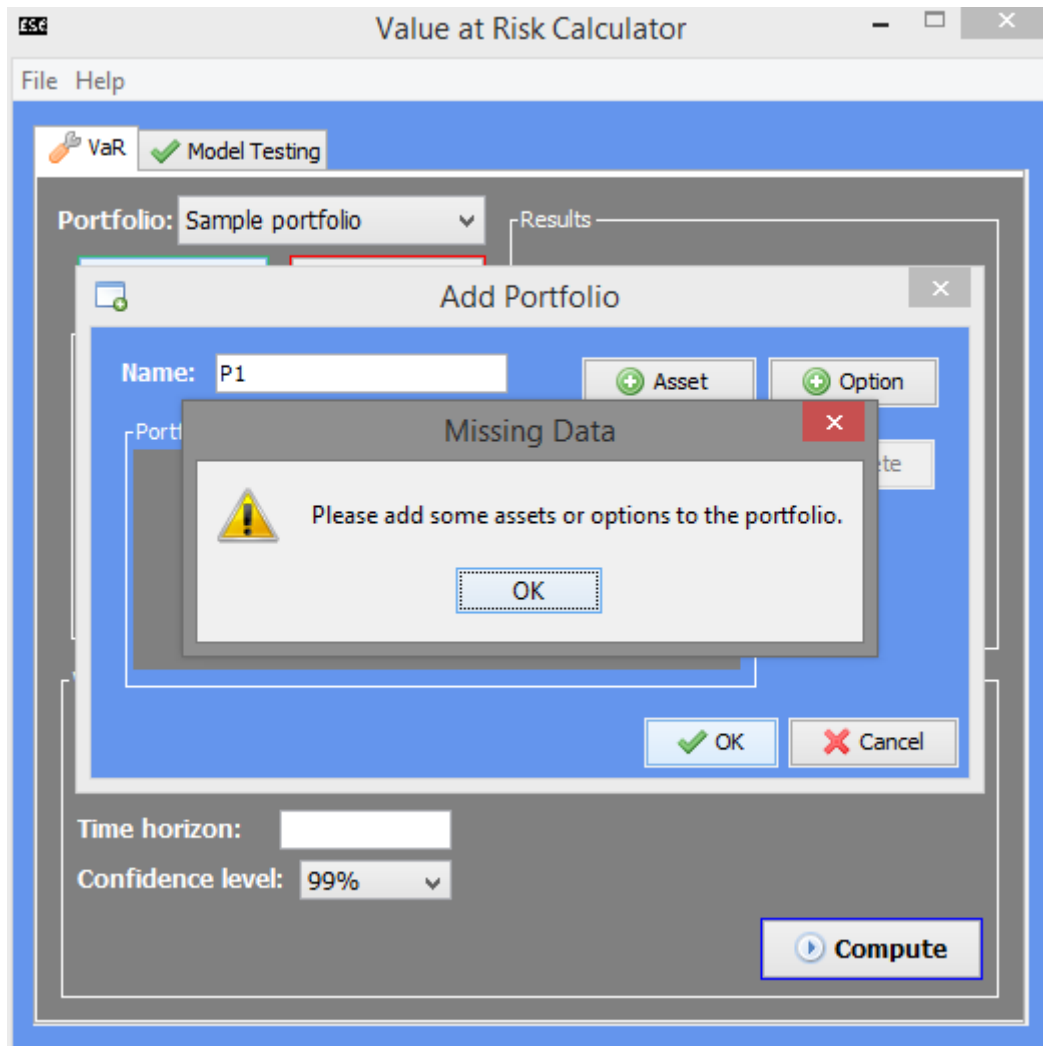 ESG
Value at Risk Calculator
File Help
VaR
Model Testing
Portfolio: Sample portfolio
Results
Add Portfolio
Name: P1
Asset
Option
Missing Data
Please add some assets or options to the portfolio.
OK
OK
Cancel
Time horizon:
Confidence level: 99%
Compute